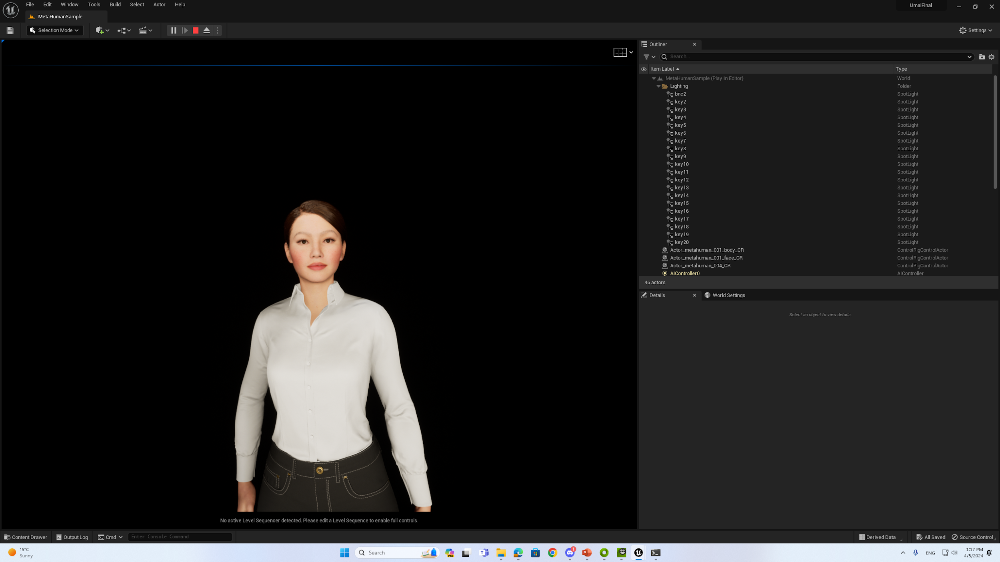 File Edit Window Tools Build Select Actor Help
UmaiFinal
MetaHumanSample
Selection Mode
Settings
Outliner
Search...
Item Label Type
MetaHumanSample (Play In Editor) World
Lighting Folder
bnc2 SpotLight
key2 SpotLight
key3 SpotLight
key4 SpotLight
key5 SpotLight
key6 SpotLight
key7 SpotLight
key8 SpotLight
key9 SpotLight
key10 SpotLight
key11 SpotLight
key12 SpotLight
key13 SpotLight
key14 SpotLight
key15 SpotLight
key16 SpotLight
key17 SpotLight
key18 SpotLight
key19 SpotLight
key20 SpotLight
Actor_metahuman_001_body_CR ControlRigControlActor
Actor_metahuman_001_face_CR ControlRigControlActor
Actor_metahuman_004_CR ControlRigControlActor
AIController0 AIController
46 actors
Details World Settings
Select an object to view details.
No active Level Sequencer detected. Please edit a Level Sequence to enable full controls.
Content Drawer Output Log Cmd Enter Console Command Derived Data All Saved Source Control
15°C
Sunny
Search
PRE
1
ENG
1:17 PM
4/5/2024